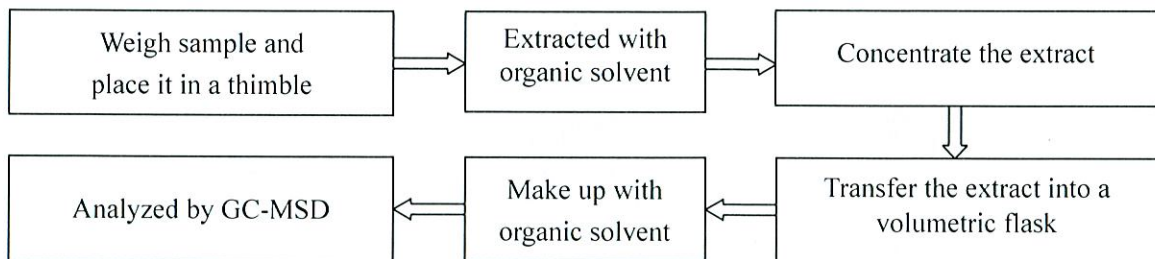 Weigh sample and
place it in a thimble
Extracted with
organic solvent
Concentrate the extract
Transfer the extract into a
volumetric flask
Make up with
organic solvent
Analyzed by GC-MSD